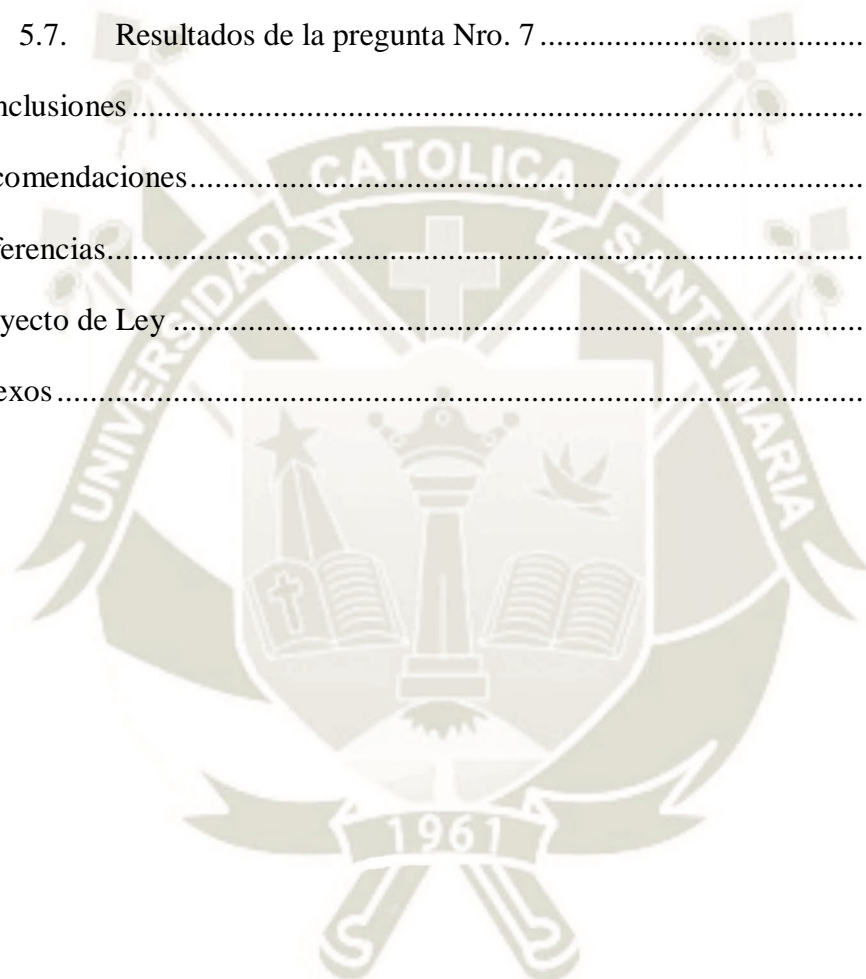 5.7. Resultados de la pregunta Nro. 7 ....................................
nclusiones ....................................................................................
comendaciones............................................................................
ferencias........................................................................................
yecto de Ley ................................................................................
exos ..............................................................................................
UNIVERSIDAD CATOLICA SANTA MARIA
1961